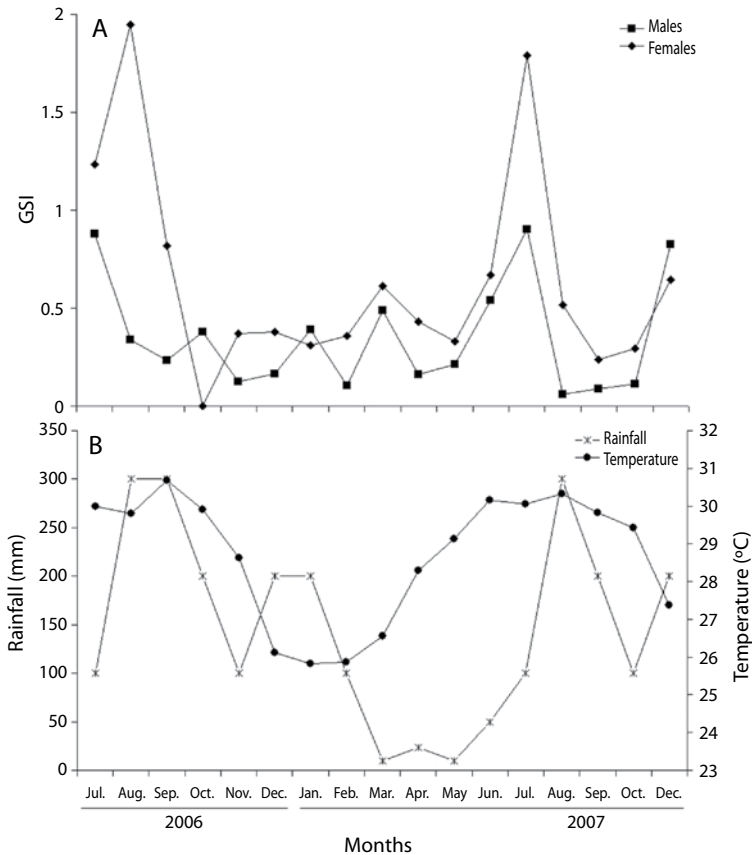 A
Males
Females
2
1.5
1
0.5
0
GSI
B
Rainfall
Temperature
350
300
250
200
150
100
50
0
Rainfall (mm)
32
31
30
29
28
27
26
25
24
23
Temperature (ºC)
Jul. Aug. Sep. Oct. Nov. Dec. Jan. Feb. Mar. Apr. May Jun. Jul. Aug. Sep. Oct. Dec.
2006 2007
Months